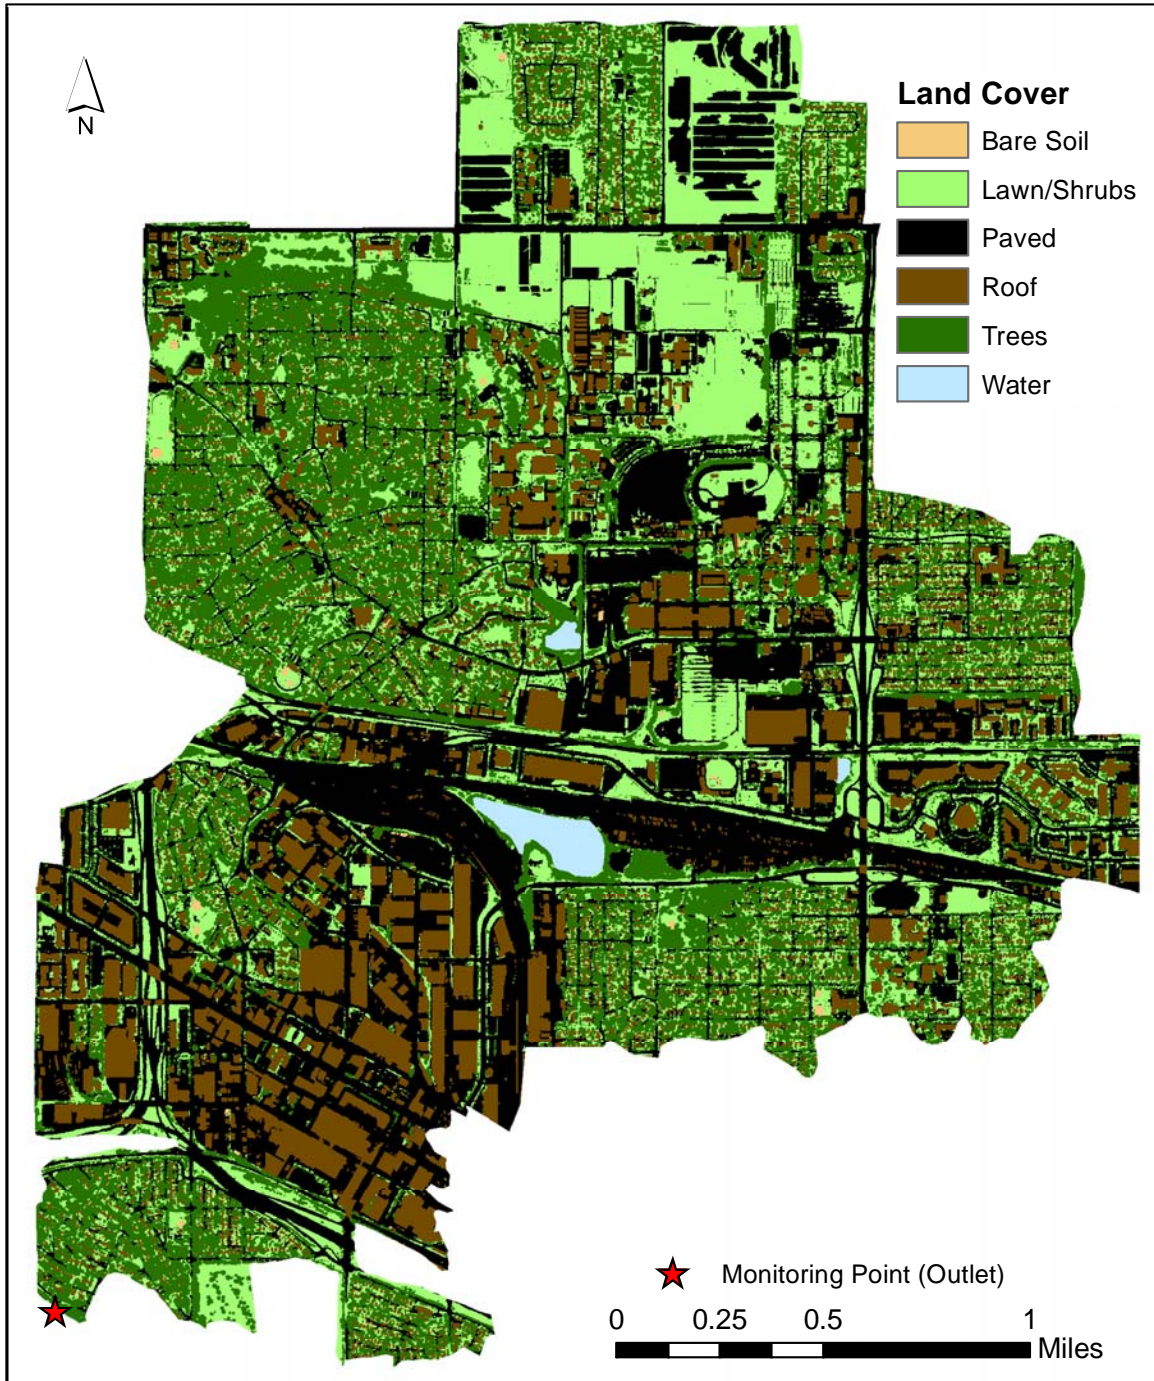 N
Land Cover
Bare Soil
Lawn/Shrubs
Paved
Roof
Trees
Water
Monitoring Point (Outlet)
0 0.25 0.5 1
Miles